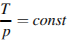 T/p = const